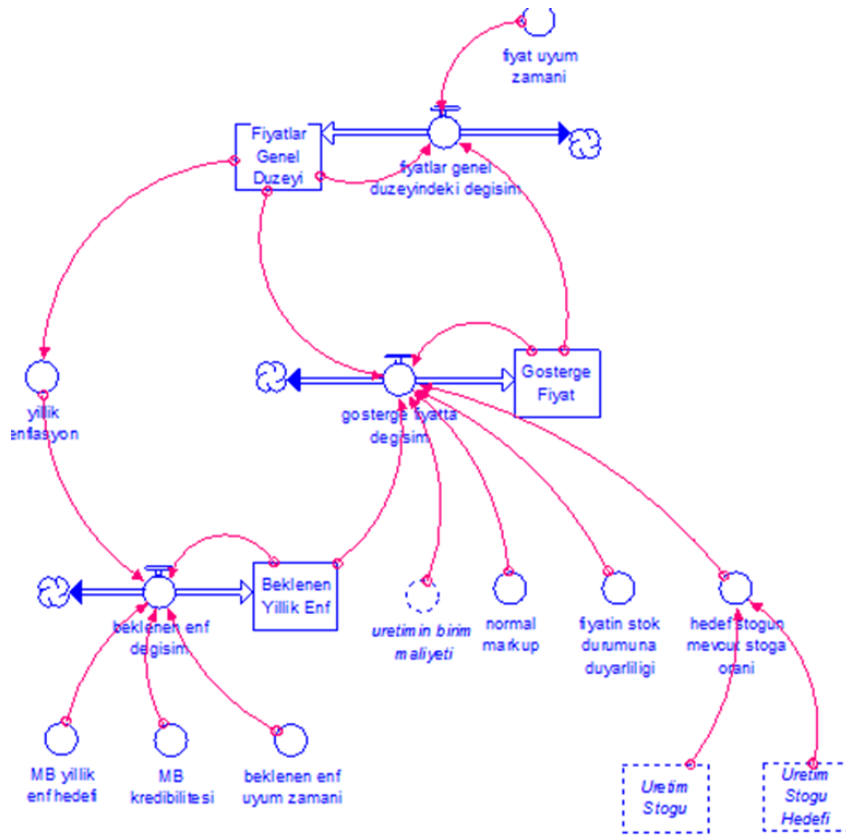 fiyat uyum
zamani
Fiyatlar
Genel
Duzeyi
fiyatlar genel
duzeyindeki degisim
Gosterge
Fiyat
gosterge fiyatta
degisim
yillik
enflasyon
Beklenen
Yillik Enf
beklenen enf
degisim
uretimin birim
maliyeti
normal
markup
fiyatin stok
durumuna
duyarliligi
hedef stogun
mevcut stoga
orani
MB yillik
enf hedefi
MB
kredibilitesi
beklenen enf
uyum zamani
Uretim
Stogu
Uretim
Stogu
Hedefi